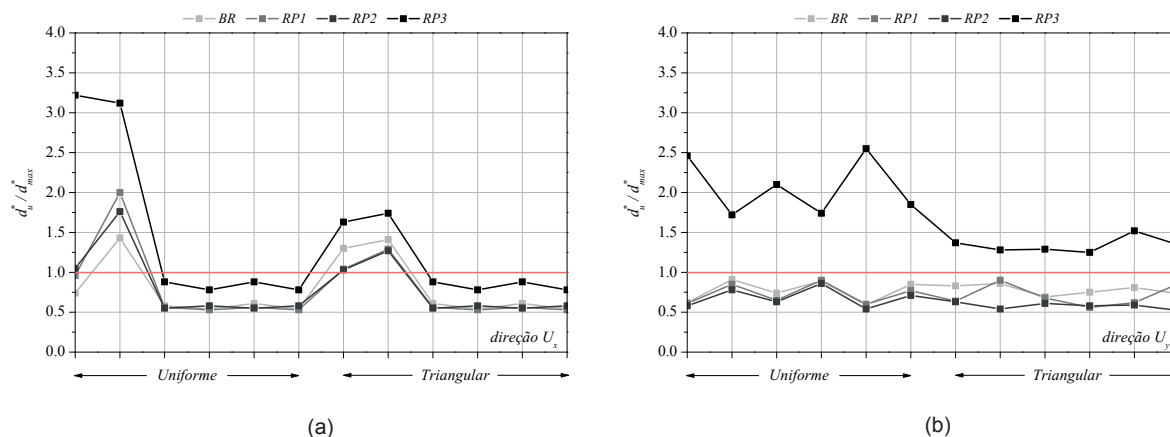 BR RP1 RP2 RP3
4.0
3.5
3.0
2.5
2.0
1.5
1.0
0.5
0.0
d*u / d*max
direção Ux
Uniforme Triangular
(a)
BR RP1 RP2 RP3
4.0
3.5
3.0
2.5
2.0
1.5
1.0
0.5
0.0
d*u / d*max
direção Uy
Uniforme Triangular
(b)